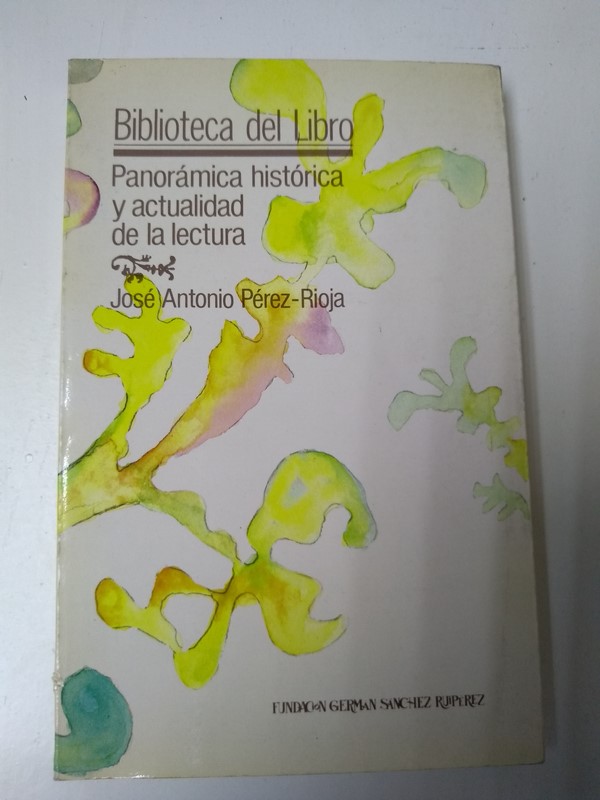 Biblioteca del Libro
Panorámica histórica
y actualidad
de la lectura
José Antonio Pérez-Rioja
FUNDACION GERMAN SANCHEZ RUIPEREZ